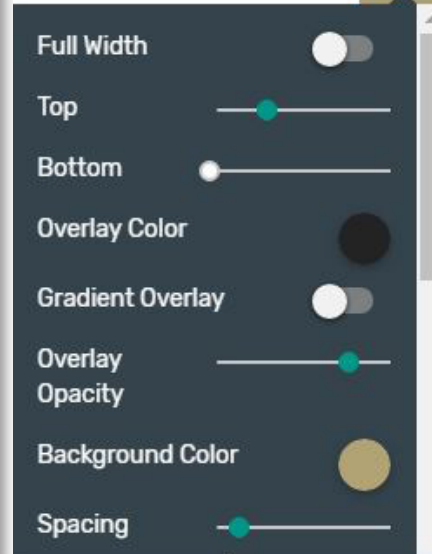 Full Width
Top
Bottom
Overlay Color
Gradient Overlay
Overlay
Opacity
Background Color
Spacing